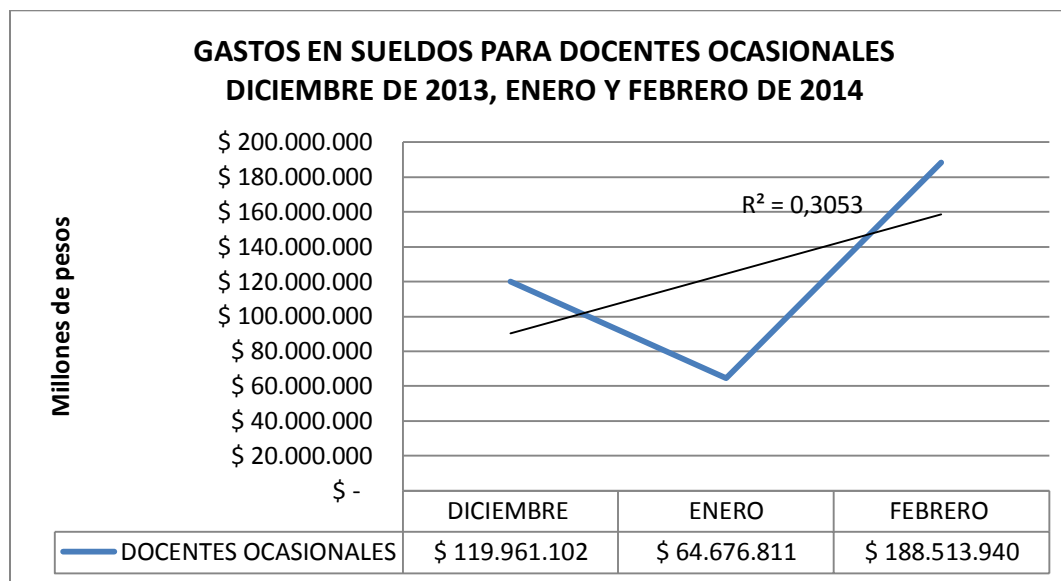 GASTOS EN SUELDOS PARA DOCENTES OCASIONALES
DICIEMBRE DE 2013, ENERO Y FEBRERO DE 2014
Millones de pesos
$ 200.000.000
$ 180.000.000
$ 160.000.000
$ 140.000.000
$ 120.000.000
$ 100.000.000
$ 80.000.000
$ 60.000.000
$ 40.000.000
$ 20.000.000
$ -
R² = 0,3053
DICIEMBRE ENERO FEBRERO
DOCENTES OCASIONALES $ 119.961.102 $ 64.676.811 $ 188.513.940